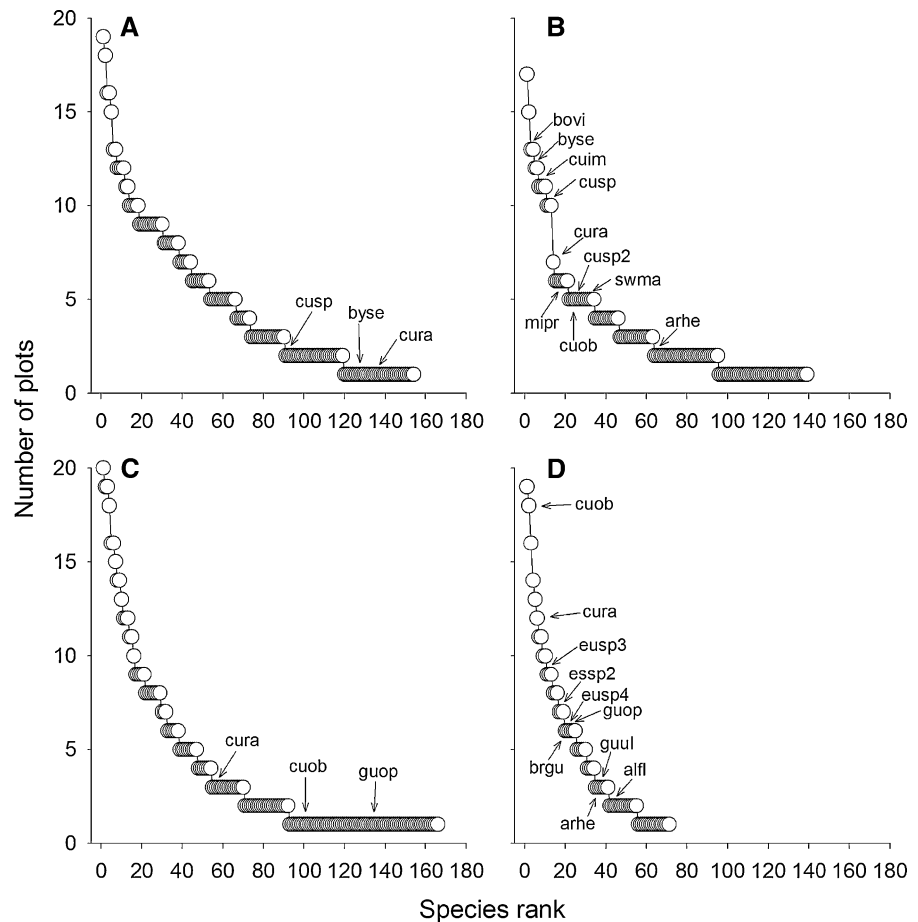 A
B
20
15
10
5
0
bovi
byse
cuim
cusp
cura
cusp2
swma
mipr
cuob
arhe
cusp
byse
cura
0 20 40 60 80 100 120 140 160 180
0 20 40 60 80 100 120 140 160 180
Number of plots
C
D
20
15
10
5
0
cura
cuob
guop
cuob
cura
eusp3
essp2
eusp4
guop
brgu
guul
alfl
arhe
0 20 40 60 80 100 120 140 160 180
0 20 40 60 80 100 120 140 160 180
Species rank